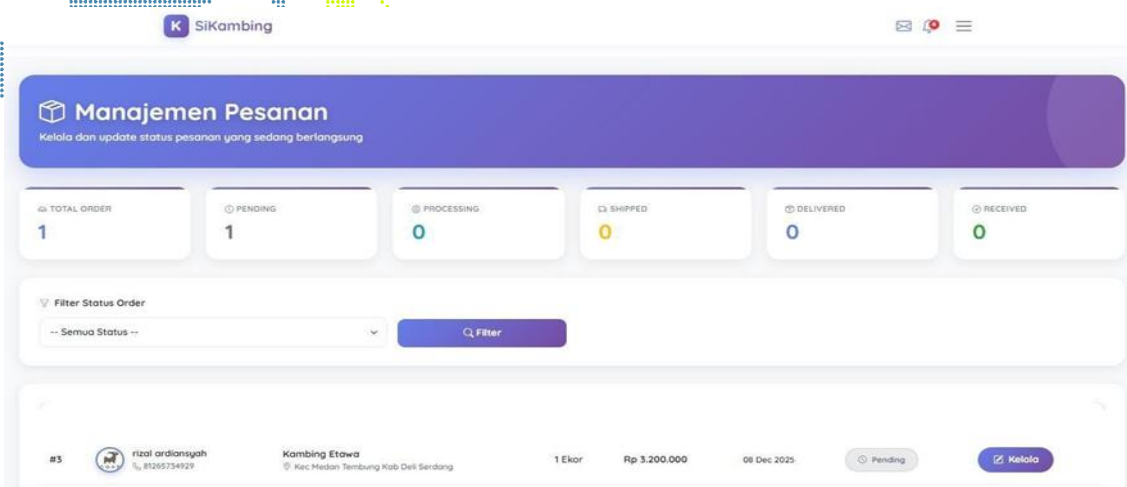 K SiKambing
Manajemen Pesanan
Kelola dan update status pesanan yang sedang berlangsung
TOTAL ORDER
1
PENDING
1
PROCESSING
0
SHIPPED
0
DELIVERED
0
RECEIVED
0
Filter Status Order
-- Semua Status --
Filter
#3
rizal ardiansyah
81265734929
Kambing Etawa
Kec Medan Tembung Kab Deli Serdang
1 Ekor
Rp 3.200.000
08 Dec 2025
Pending
Kelola